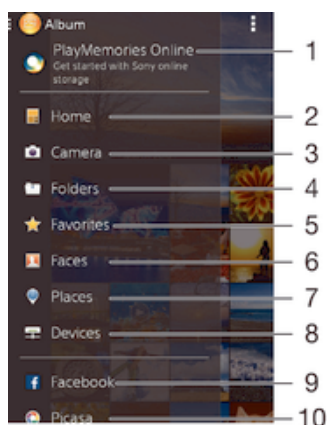 Album
PlayMemories Online 1
Get started with Sony online
storage
Home 2
Camera 3
Folders 4
Favorites 5
Faces 6
Places 7
Devices 8
Facebook 9
Picasa 10